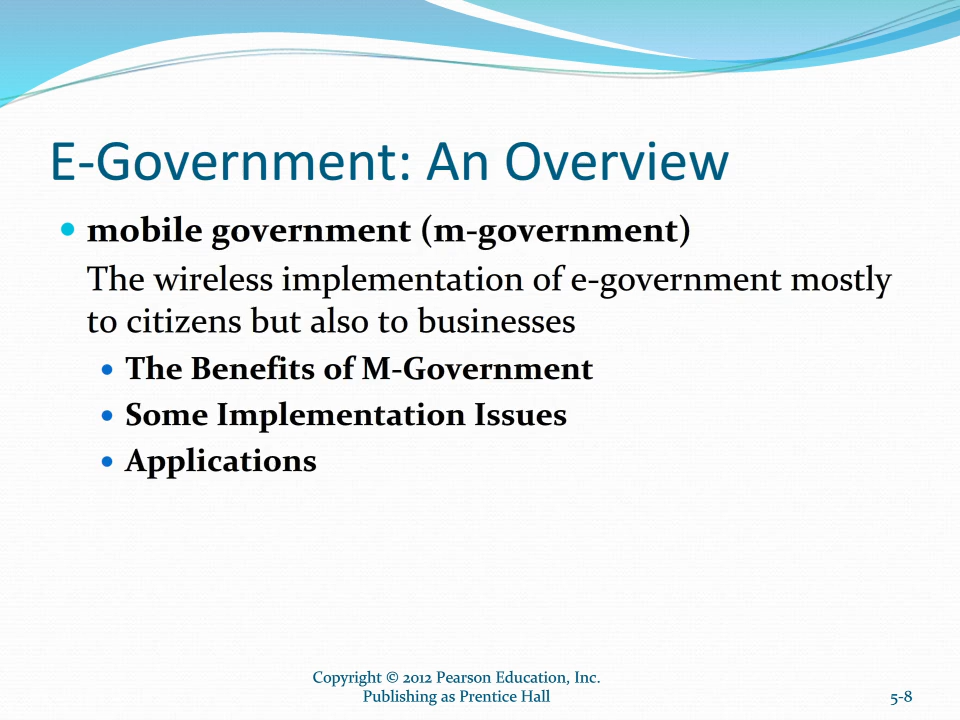 E-Government: An Overview
• mobile government (m-government)
The wireless implementation of e-government mostly
to citizens but also to businesses
• The Benefits of M-Government
• Some Implementation Issues
• Applications
Copyright © 2012 Pearson Education, Inc.
Publishing as Prentice Hall
5-8